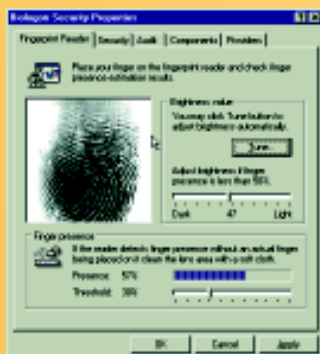 Biologon Security Properties
Fingerprint Reader Security Audit Components Providers
Place your finger on the fingerprint reader and check finger
presence estimation results.
Brightness value
You may click Tune button to
adjust brightness automatically.
Tune...
Adjust brightness if finger
presence is less than 50%.
Dark 47 Light
Finger presence
If the reader detects finger presence without an actual finger
being placed on it clean the lens area with a soft cloth.
Presence: 57%
Threshold: 30%
OK Cancel Apply